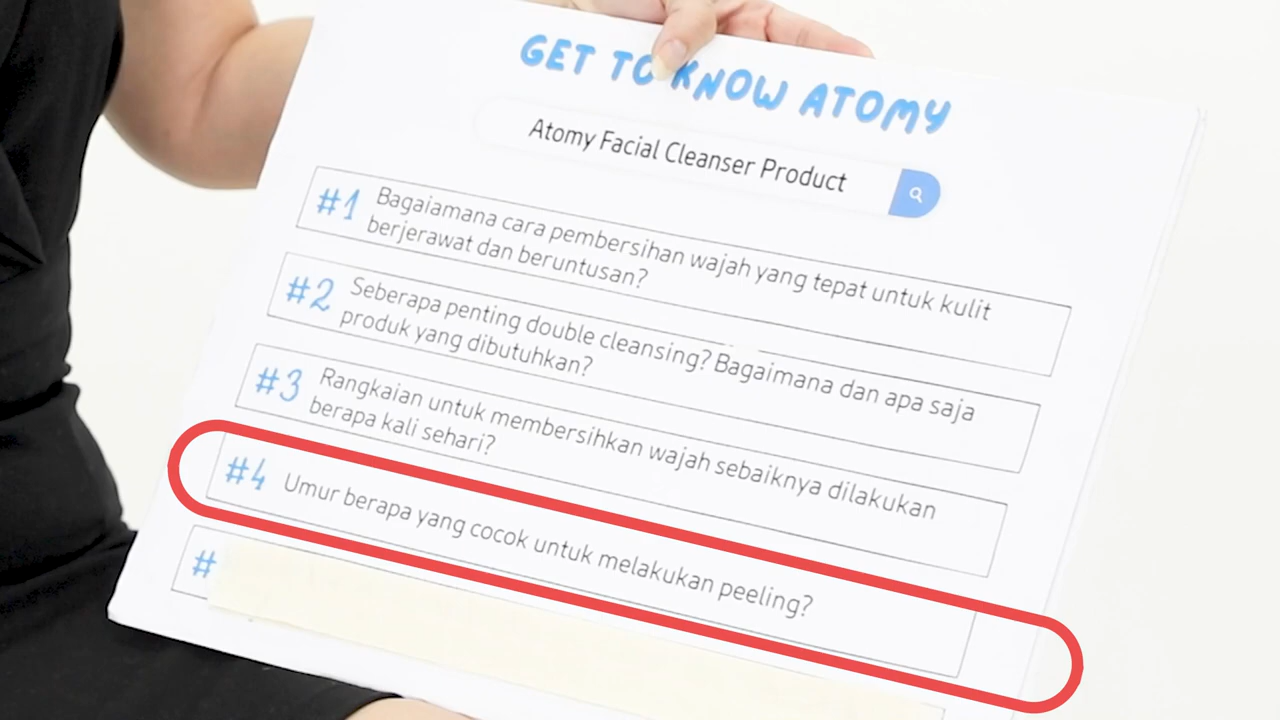 GET TO KNOW ATOMY
Atomy Facial Cleanser Product
#1 Bagaiamana cara pembersihan wajah yang tepat untuk kulit
berjerawat dan beruntusan?
#2 Seberapa penting double cleansing? Bagaimana dan apa saja
produk yang dibutuhkan?
#3 Rangkaian untuk membersihkan wajah sebaiknya dilakukan
berapa kali sehari?
#4 Umur berapa yang cocok untuk melakukan peeling?
#